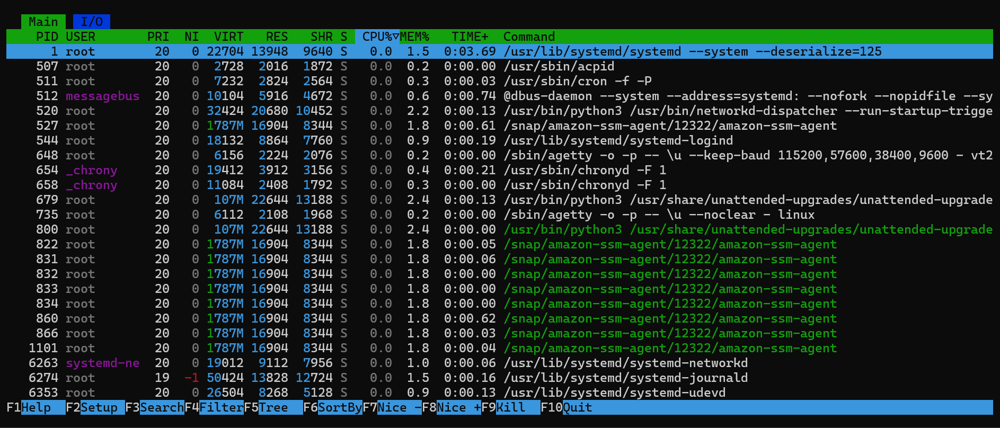 Main I/O
PID USER PRI NI VIRT RES SHR S CPU%▽MEM% TIME+ Command
1 root 20 0 22704 13948 9640 S 0.0 1.5 0:03.69 /usr/lib/systemd/systemd --system --deserialize=125
507 root 20 0 2728 2016 1872 S 0.0 0.2 0:00.00 /usr/sbin/acpid
511 root 20 0 7232 2824 2564 S 0.0 0.3 0:00.03 /usr/sbin/cron -f -P
512 messagebus 20 0 10104 5916 4672 S 0.0 0.6 0:00.74 @dbus-daemon --system --address=systemd: --nofork --nopidfile --sy
520 root 20 0 32424 20680 10452 S 0.0 2.2 0:00.13 /usr/bin/python3 /usr/bin/networkd-dispatcher --run-startup-trigge
527 root 20 0 1787M 16904 8344 S 0.0 1.8 0:00.61 /snap/amazon-ssm-agent/12322/amazon-ssm-agent
544 root 20 0 18132 8864 7760 S 0.0 0.9 0:00.19 /usr/lib/systemd/systemd-logind
648 root 20 0 6156 2224 2076 S 0.0 0.2 0:00.00 /sbin/agetty -o -p -- \u --keep-baud 115200,57600,38400,9600 - vt2
654 _chrony 20 0 19412 3912 3156 S 0.0 0.4 0:00.21 /usr/sbin/chronyd -F 1
658 _chrony 20 0 11084 2408 1792 S 0.0 0.3 0:00.00 /usr/sbin/chronyd -F 1
679 root 20 0 107M 22644 13188 S 0.0 2.4 0:00.13 /usr/bin/python3 /usr/share/unattended-upgrades/unattended-upgrade
735 root 20 0 6112 2108 1968 S 0.0 0.2 0:00.00 /sbin/agetty -o -p -- \u --noclear - linux
800 root 20 0 107M 22644 13188 S 0.0 2.4 0:00.00 /usr/bin/python3 /usr/share/unattended-upgrades/unattended-upgrade
822 root 20 0 1787M 16904 8344 S 0.0 1.8 0:00.05 /snap/amazon-ssm-agent/12322/amazon-ssm-agent
831 root 20 0 1787M 16904 8344 S 0.0 1.8 0:00.06 /snap/amazon-ssm-agent/12322/amazon-ssm-agent
832 root 20 0 1787M 16904 8344 S 0.0 1.8 0:00.00 /snap/amazon-ssm-agent/12322/amazon-ssm-agent
833 root 20 0 1787M 16904 8344 S 0.0 1.8 0:00.00 /snap/amazon-ssm-agent/12322/amazon-ssm-agent
834 root 20 0 1787M 16904 8344 S 0.0 1.8 0:00.00 /snap/amazon-ssm-agent/12322/amazon-ssm-agent
860 root 20 0 1787M 16904 8344 S 0.0 1.8 0:00.62 /snap/amazon-ssm-agent/12322/amazon-ssm-agent
866 root 20 0 1787M 16904 8344 S 0.0 1.8 0:00.03 /snap/amazon-ssm-agent/12322/amazon-ssm-agent
1101 root 20 0 1787M 16904 8344 S 0.0 1.8 0:00.04 /snap/amazon-ssm-agent/12322/amazon-ssm-agent
6263 systemd-ne 20 0 19012 9112 7956 S 0.0 1.0 0:00.06 /usr/lib/systemd/systemd-networkd
6274 root 19 -1 50424 13828 12724 S 0.0 1.5 0:00.16 /usr/lib/systemd/systemd-journald
6353 root 20 0 26504 8268 5128 S 0.0 0.9 0:00.13 /usr/lib/systemd/systemd-udevd
F1Help F2Setup F3SearchF4FilterF5Tree F6SortByF7Nice -F8Nice +F9Kill F10Quit